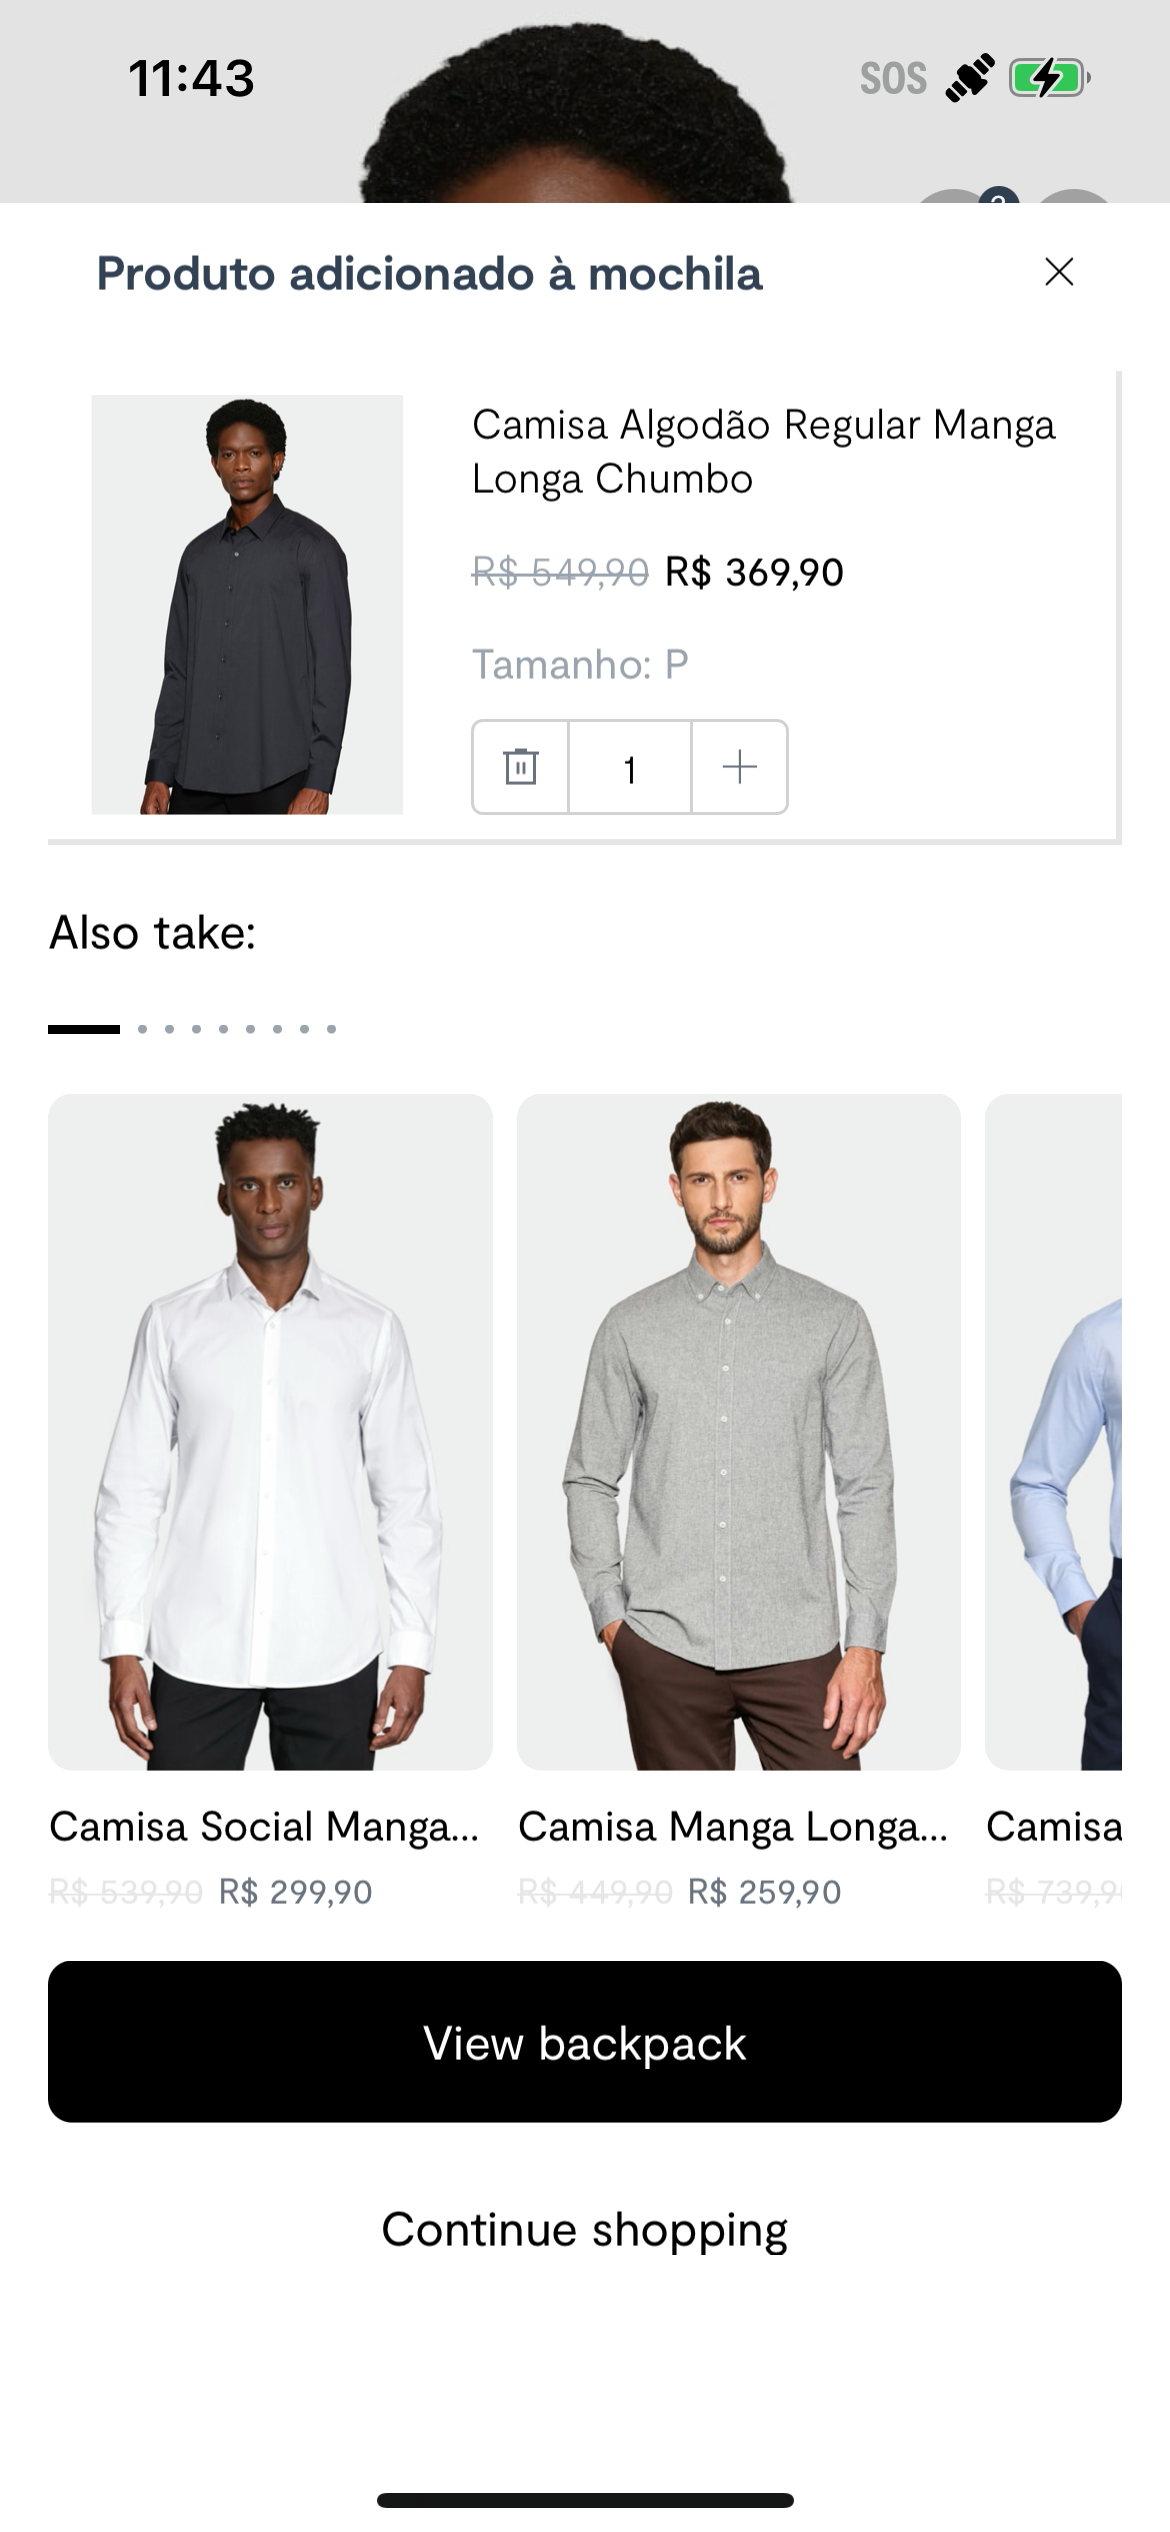 11:43
SOS
Produto adicionado à mochila
Camisa Algodão Regular Manga
Longa Chumbo
R$ 549,90 R$ 369,90
Tamanho: P
1
Also take:
Camisa Social Manga...
Camisa Manga Longa...
Camisa
R$ 539,90 R$ 299,90
R$ 449,90 R$ 259,90
R$ 739,9
View backpack
Continue shopping